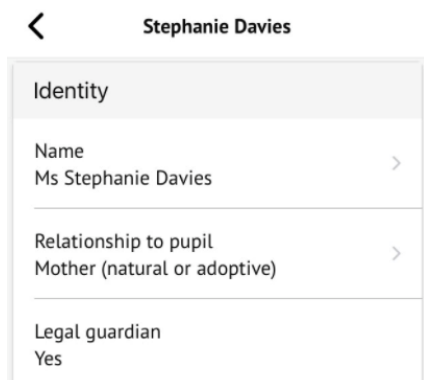 Stephanie Davies
Identity
Name
Ms Stephanie Davies
Relationship to pupil
Mother (natural or adoptive)
Legal guardian
Yes